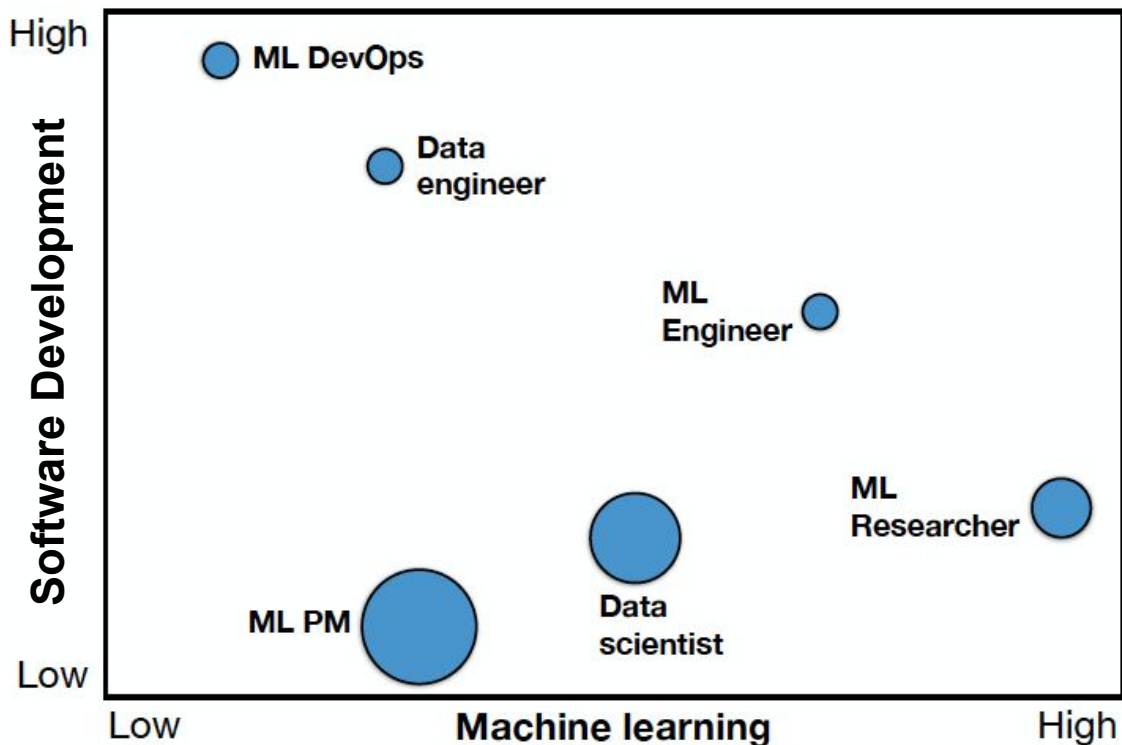 High
ML DevOps
Data
engineer
Software Development
ML
Engineer
ML
Researcher
ML PM
Data
scientist
Low
Low
Machine learning
High